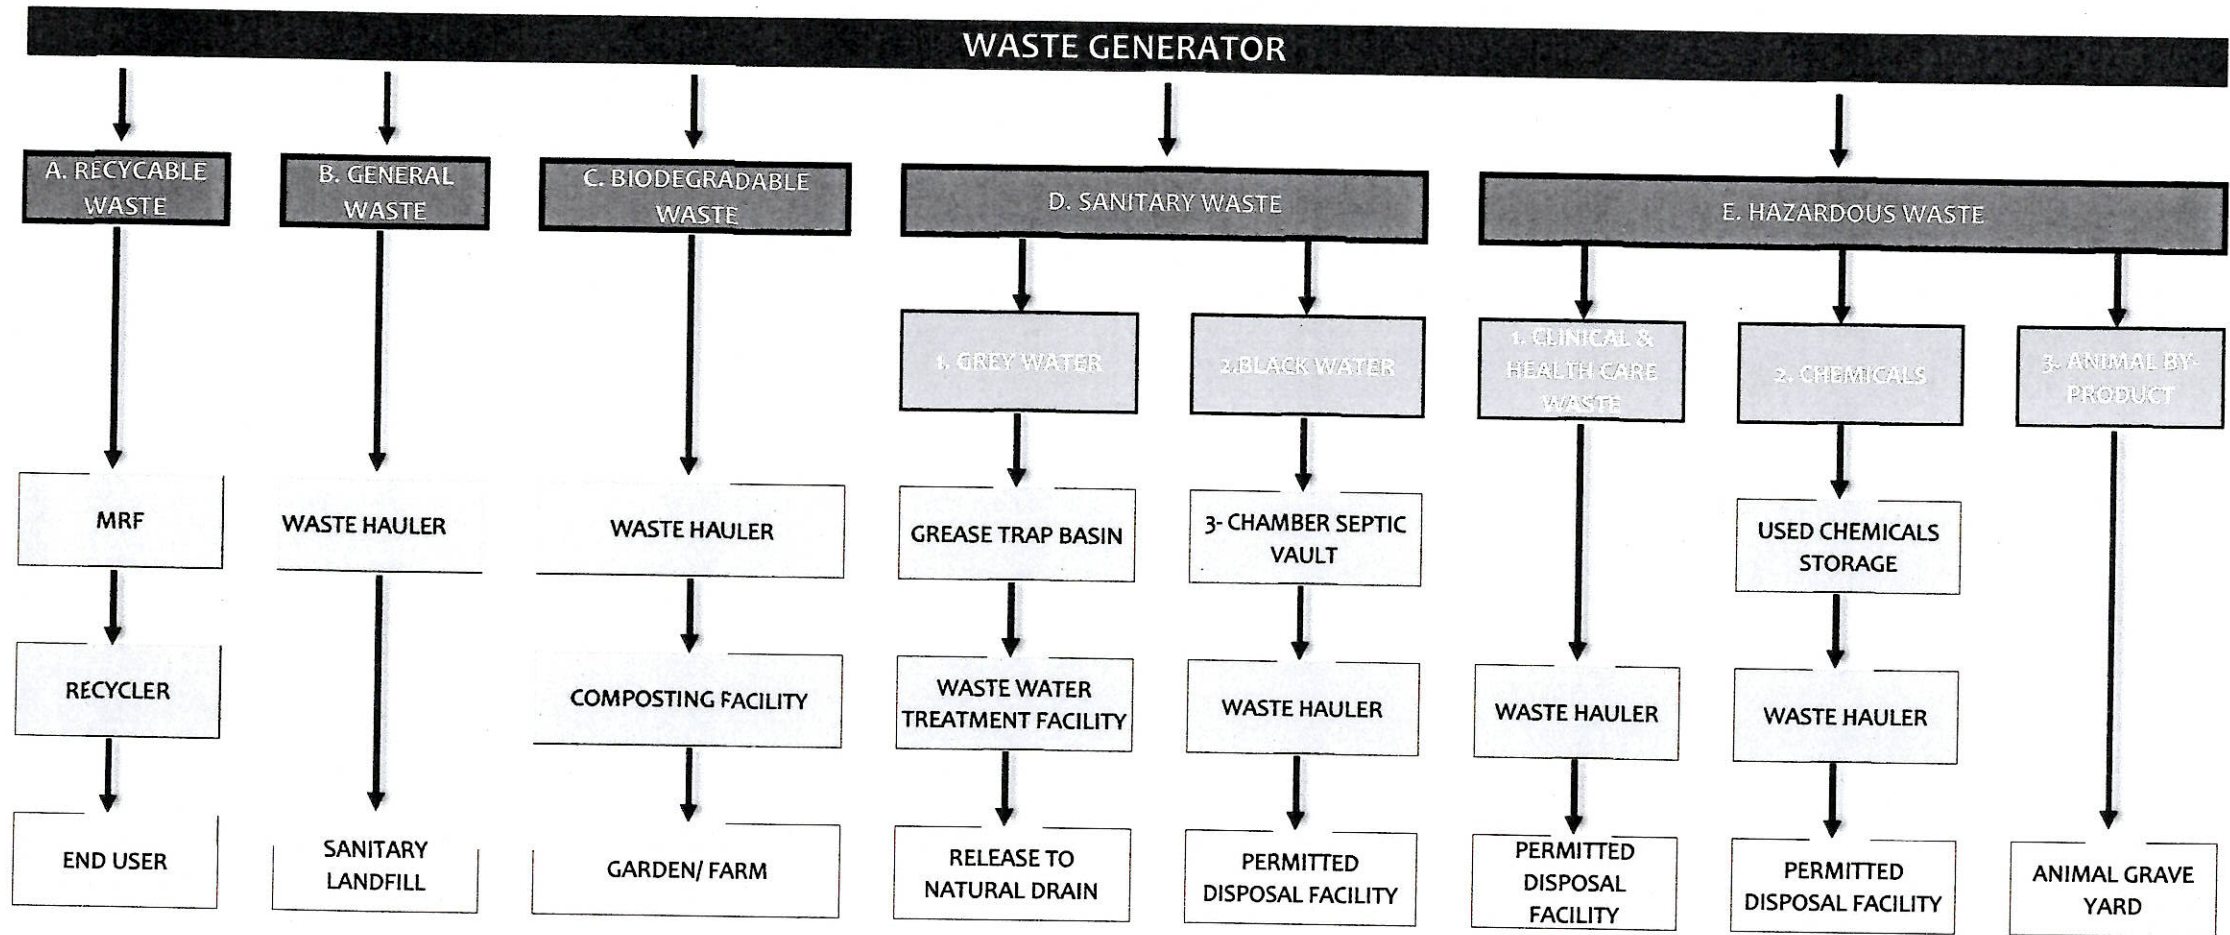 WASTE GENERATOR
A. RECYCABLE
WASTE
B. GENERAL
WASTE
C. BIODEGRADABLE
WASTE
D. SANITARY WASTE
E. HAZARDOUS WASTE
1. GREY WATER
2.BLACK WATER
1. CLINICAL &
HEALTH CARE
WASTE
2. CHEMICALS
3. ANIMAL BY-
PRODUCT
MRF
WASTE HAULER
WASTE HAULER
GREASE TRAP BASIN
3- CHAMBER SEPTIC
VAULT
USED CHEMICALS
STORAGE
RECYCLER
COMPOSTING FACILITY
WASTE WATER
TREATMENT FACILITY
WASTE HAULER
WASTE HAULER
WASTE HAULER
END USER
SANITARY
LANDFILL
GARDEN/ FARM
RELEASE TO
NATURAL DRAIN
PERMITTED
DISPOSAL FACILITY
PERMITTED
DISPOSAL
FACILITY
PERMITTED
DISPOSAL FACILITY
ANIMAL GRAVE
YARD